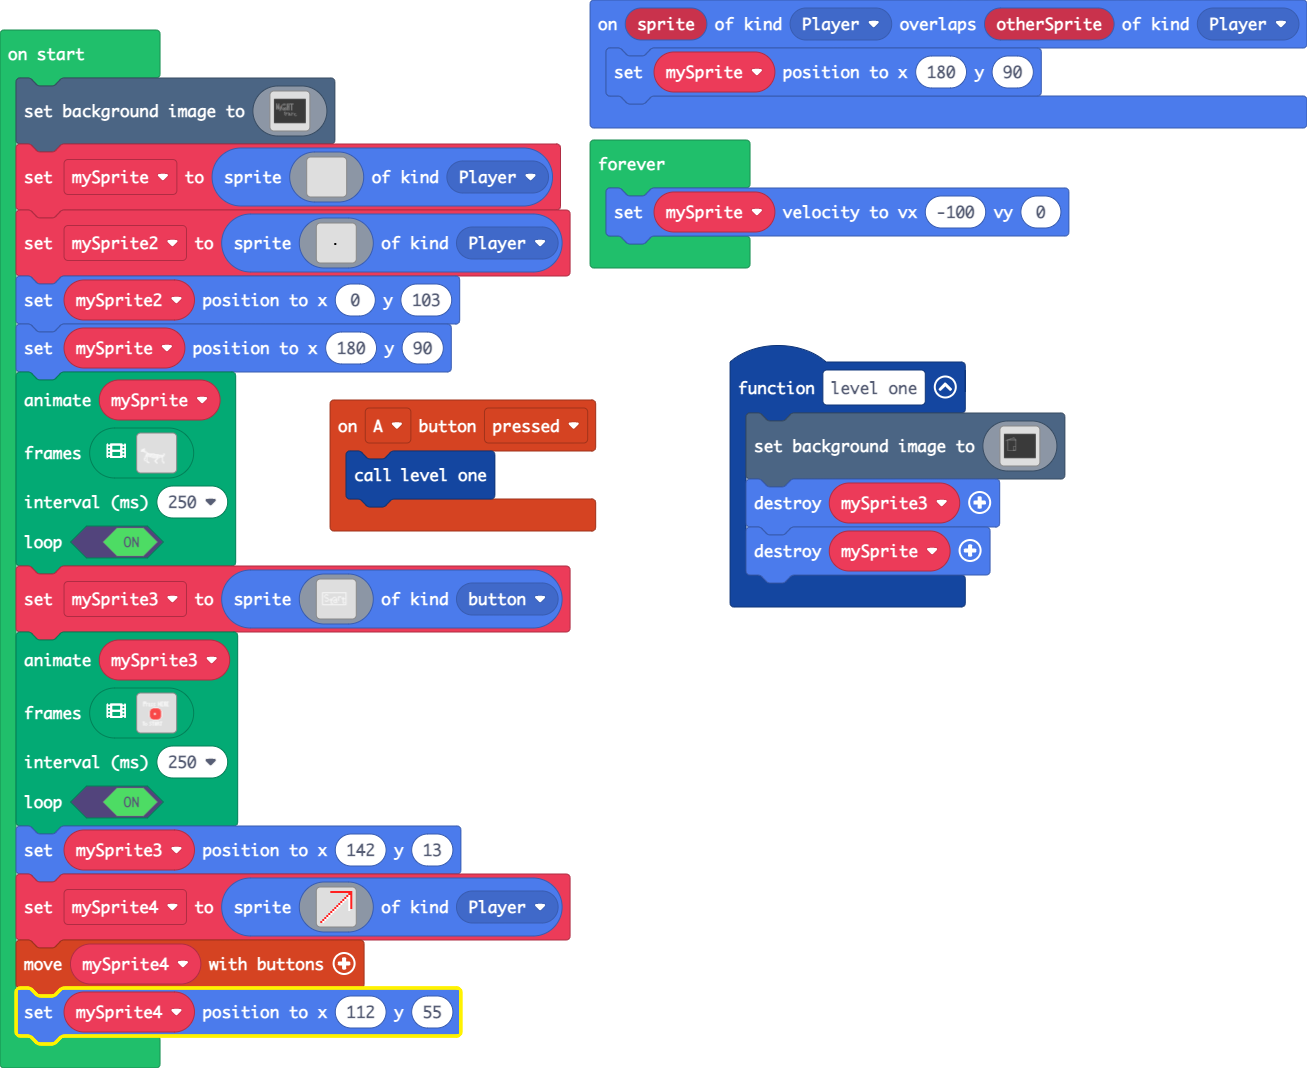 on start
set background image to
set mySprite to sprite of kind Player
set mySprite2 to sprite of kind Player
set mySprite2 position to x 0 y 103
set mySprite position to x 180 y 90
animate mySprite
frames
interval (ms) 250
loop ON
set mySprite3 to sprite of kind button
animate mySprite3
frames
interval (ms) 250
loop ON
set mySprite3 position to x 142 y 13
set mySprite4 to sprite of kind Player
move mySprite4 with buttons
set mySprite4 position to x 112 y 55
on A button pressed
call level one
on sprite of kind Player overlaps otherSprite of kind Player
set mySprite position to x 180 y 90
forever
set mySprite velocity to vx -100 vy 0
function level one
set background image to
destroy mySprite3
destroy mySprite